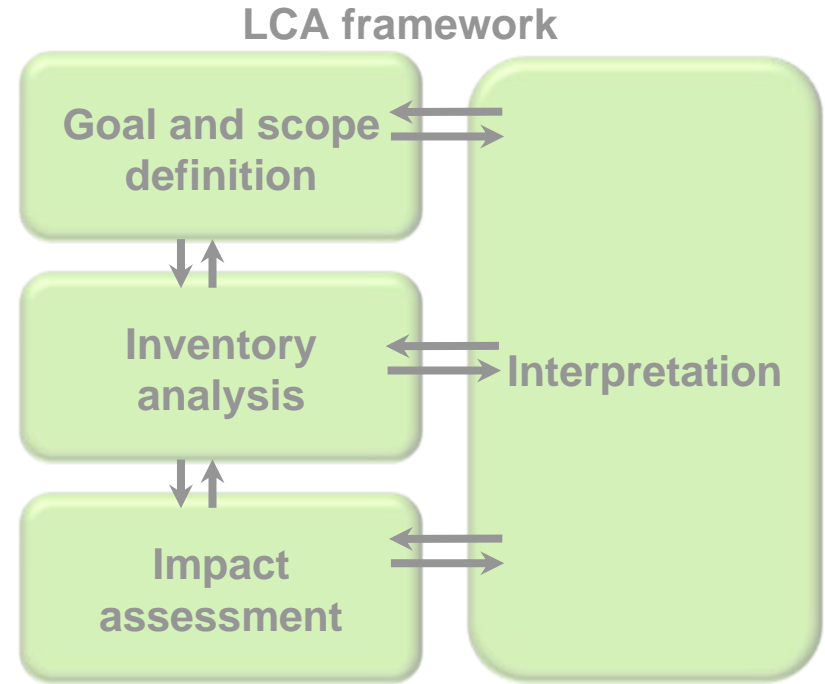 LCA framework
Goal and scope
definition
Inventory
analysis
Interpretation
Impact
assessment